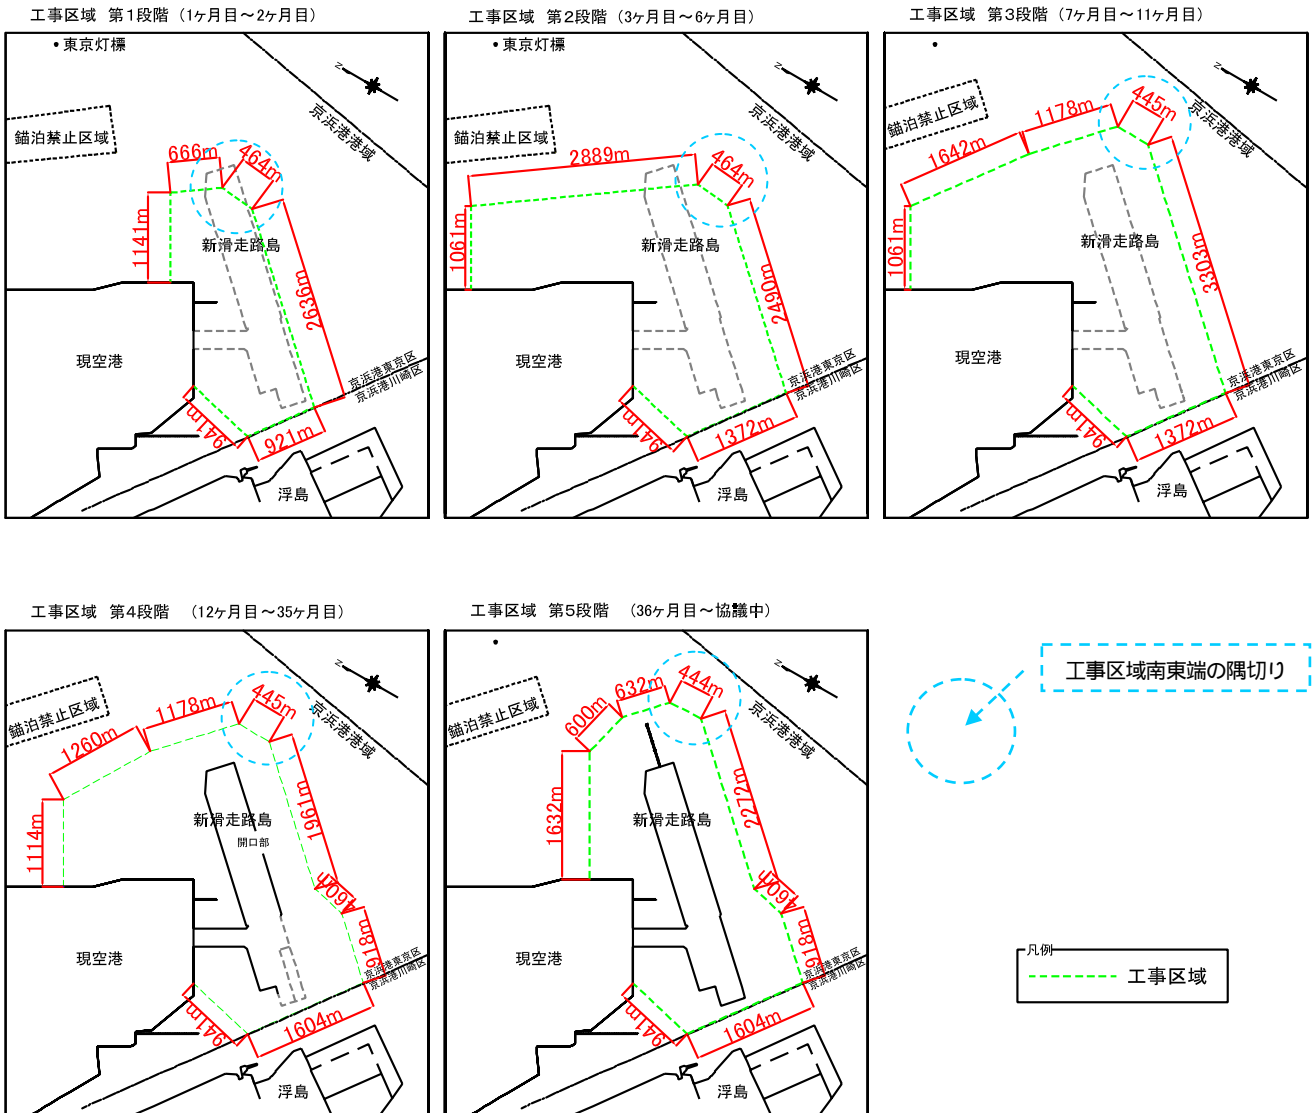 工事区域 第1段階 (1ヶ月目～2ヶ月目)
東京灯標
N
京浜港港域
錨泊禁止区域
666m
464m
1141m
新滑走路島
2636m
現空港
京浜港東京区
京浜港川崎区
941m
921m
浮島
工事区域 第2段階 (3ヶ月目～6ヶ月目)
東京灯標
N
京浜港港域
錨泊禁止区域
2889m
464m
1061m
新滑走路島
2490m
現空港
京浜港東京区
京浜港川崎区
941m
1372m
浮島
工事区域 第3段階 (7ヶ月目～11ヶ月目)
N
京浜港港域
錨泊禁止区域
1642m
1178m
445m
1061m
新滑走路島
3303m
現空港
京浜港東京区
京浜港川崎区
941m
1372m
浮島
工事区域 第4段階 (12ヶ月目～35ヶ月目)
N
京浜港港域
錨泊禁止区域
1260m
1178m
445m
1114m
新滑走路島
開口部
1961m
460m
918m
現空港
京浜港東京区
京浜港川崎区
941m
1604m
浮島
工事区域 第5段階 (36ヶ月目～協議中)
N
京浜港港域
錨泊禁止区域
600m
632m
444m
1632m
新滑走路島
2272m
460m
918m
現空港
京浜港東京区
京浜港川崎区
941m
1604m
浮島
工事区域南東端の隅切り
凡例
工事区域